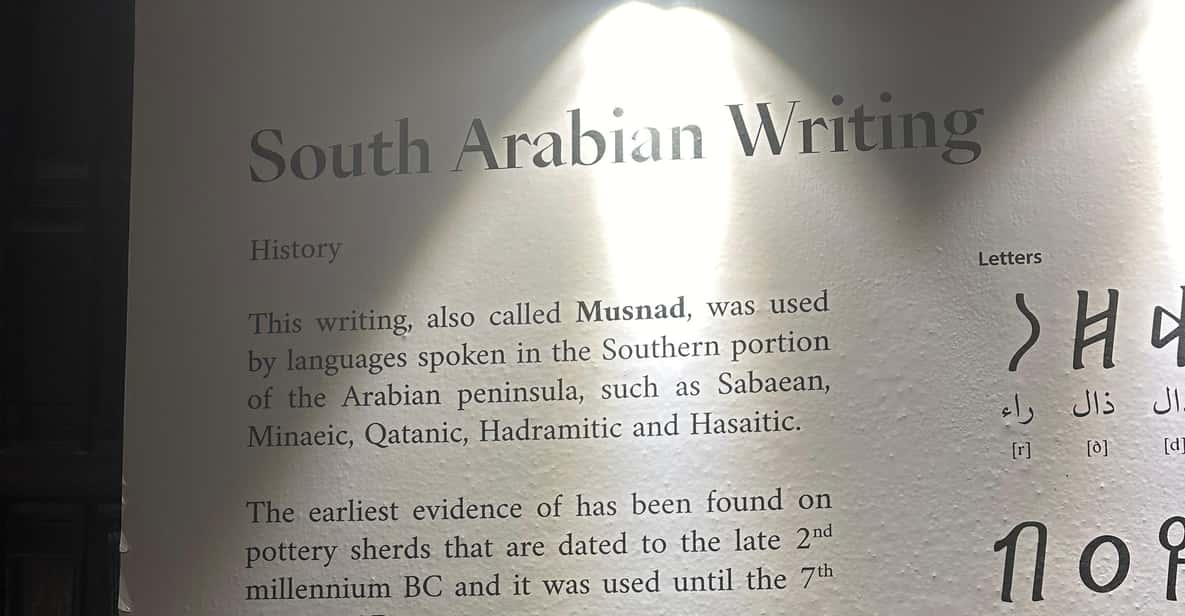 South Arabian Writing
History
This writing, also called Musnad, was used
by languages spoken in the Southern portion
of the Arabian peninsula, such as Sabaean,
Minaeic, Qatanic, Hadramitic and Hasaitic.
The earliest evidence of has been found on
pottery sherds that are dated to the late 2nd
millennium BC and it was used until the 7th
Letters
𐩧 𐩹
راء ذال
[r] [ð] [d]
𐩲